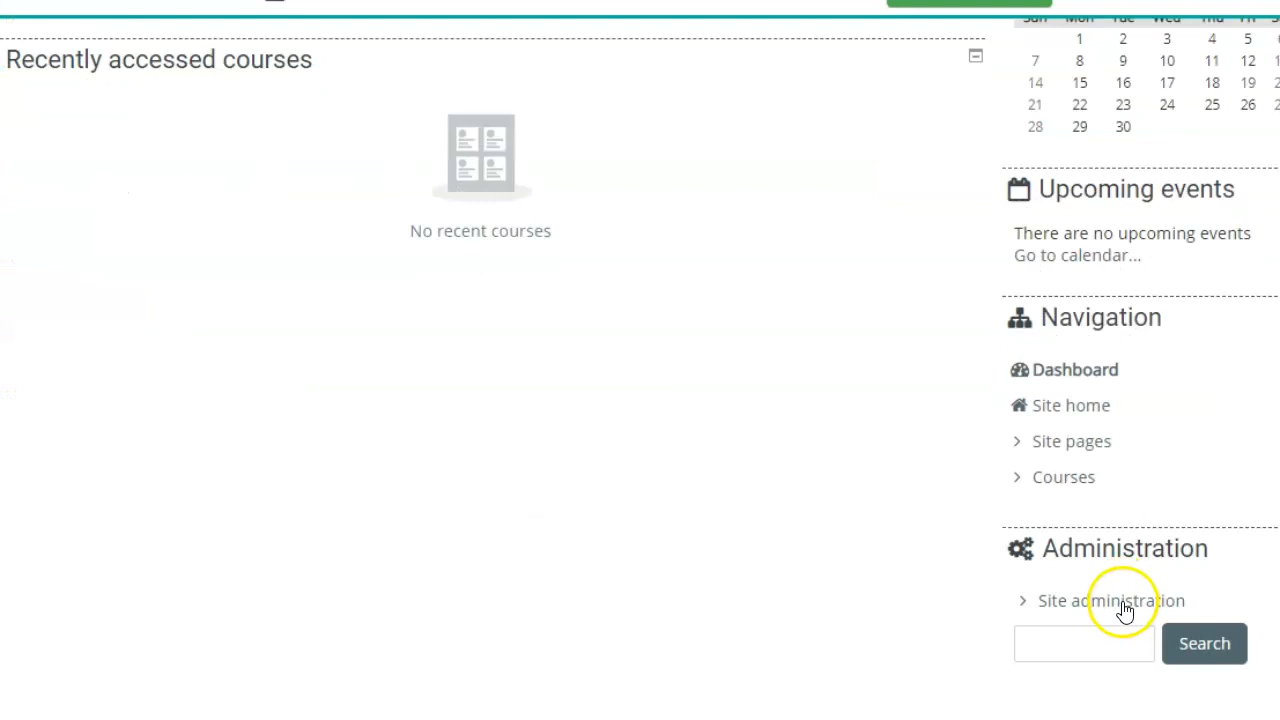 Recently accessed courses
No recent courses
Sun Mon Tue Wed Thu Fri
1 2 3 4 5
7 8 9 10 11 12
14 15 16 17 18 19
21 22 23 24 25 26
28 29 30
Upcoming events
There are no upcoming events
Go to calendar...
Navigation
Dashboard
Site home
Site pages
Courses
Administration
Site administration
Search